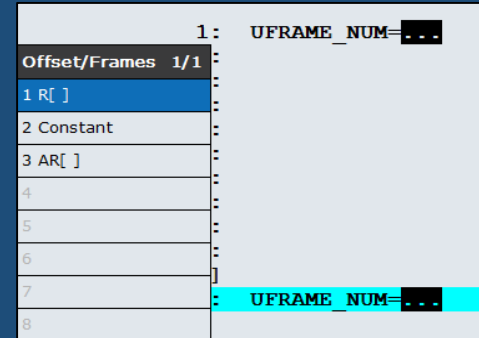 1: UFRAME_NUM=...
Offset/Frames 1/1
:
1 R[ ]
:
:
2 Constant
:
3 AR[ ]
:
:
4
:
5
:
6
:
]
7
: UFRAME_NUM=...
8